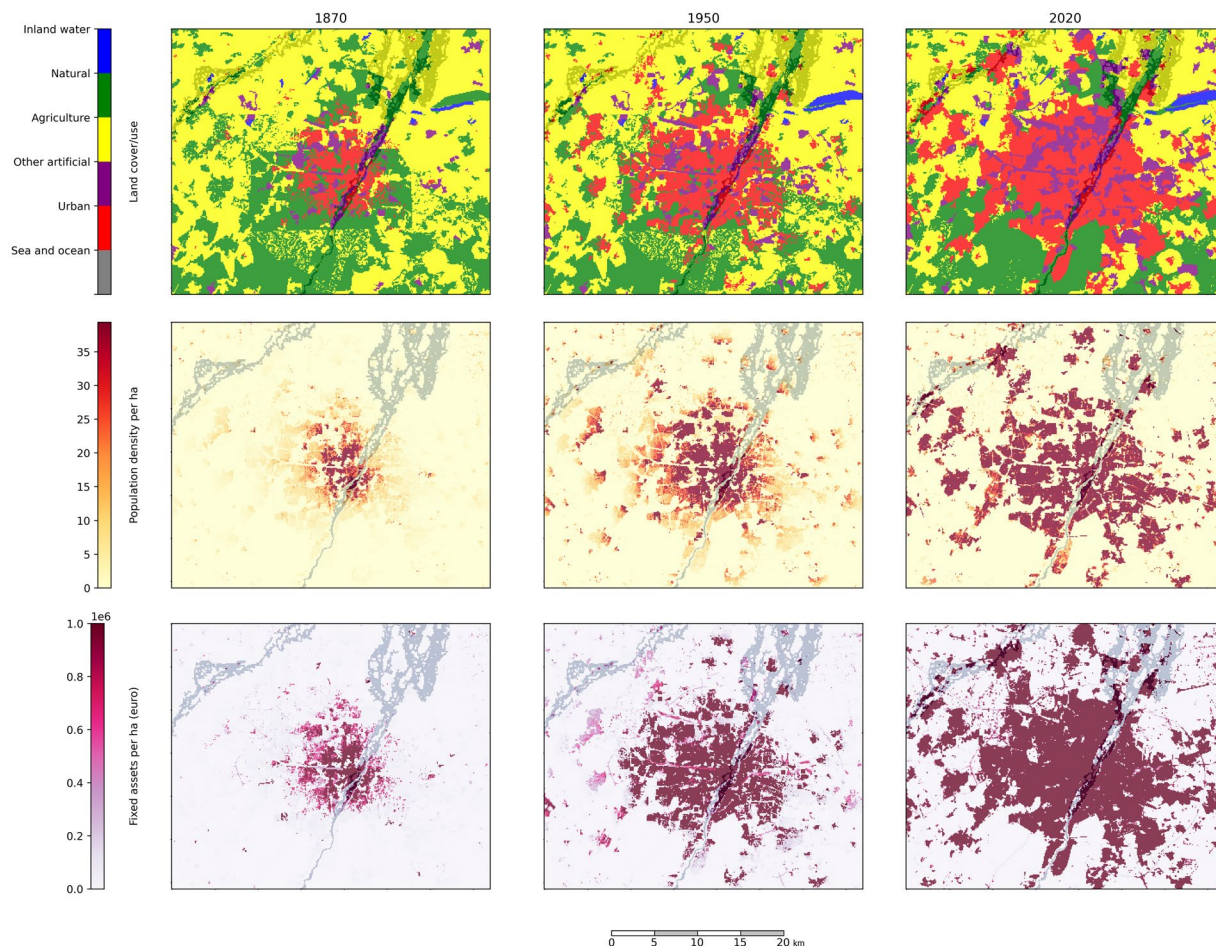 1870
1950
2020
Inland water
Natural
Agriculture
Other artificial
Urban
Sea and ocean
Land cover/use
35
30
25
20
15
10
5
0
Population density per ha
1e6
1.0
0.8
0.6
0.4
0.2
0.0
Fixed assets per ha (euro)
0 5 10 15 20 km